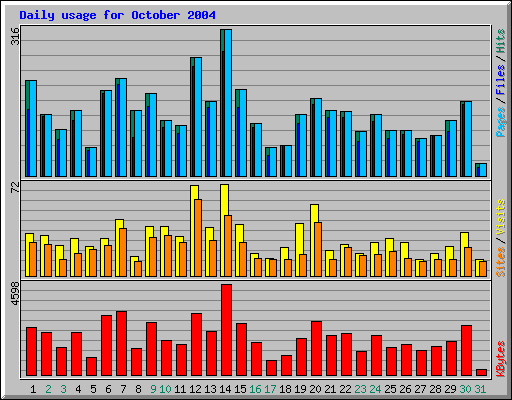 Daily usage for October 2004
316
Pages / Files / Hits
72
Sites / Visits
4598
KBytes
1 2 3 4 5 6 7 8 9 10 11 12 13 14 15 16 17 18 19 20 21 22 23 24 25 26 27 28 29 30 31